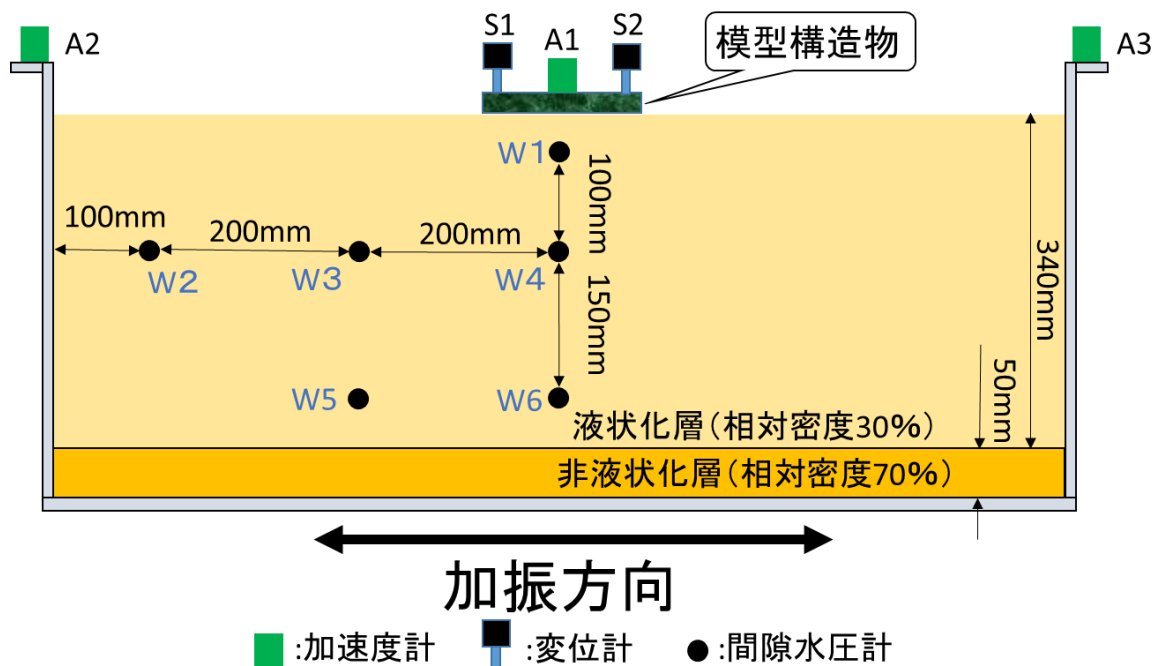 A2
S1
A1
S2
模型構造物
A3
W1
100mm
100mm
200mm
200mm
W2
W3
W4
340mm
150mm
W5
W6
50mm
液状化層(相対密度30%)
非液状化層(相対密度70%)
加振方向
:加速度計
:変位計
:間隙水圧計